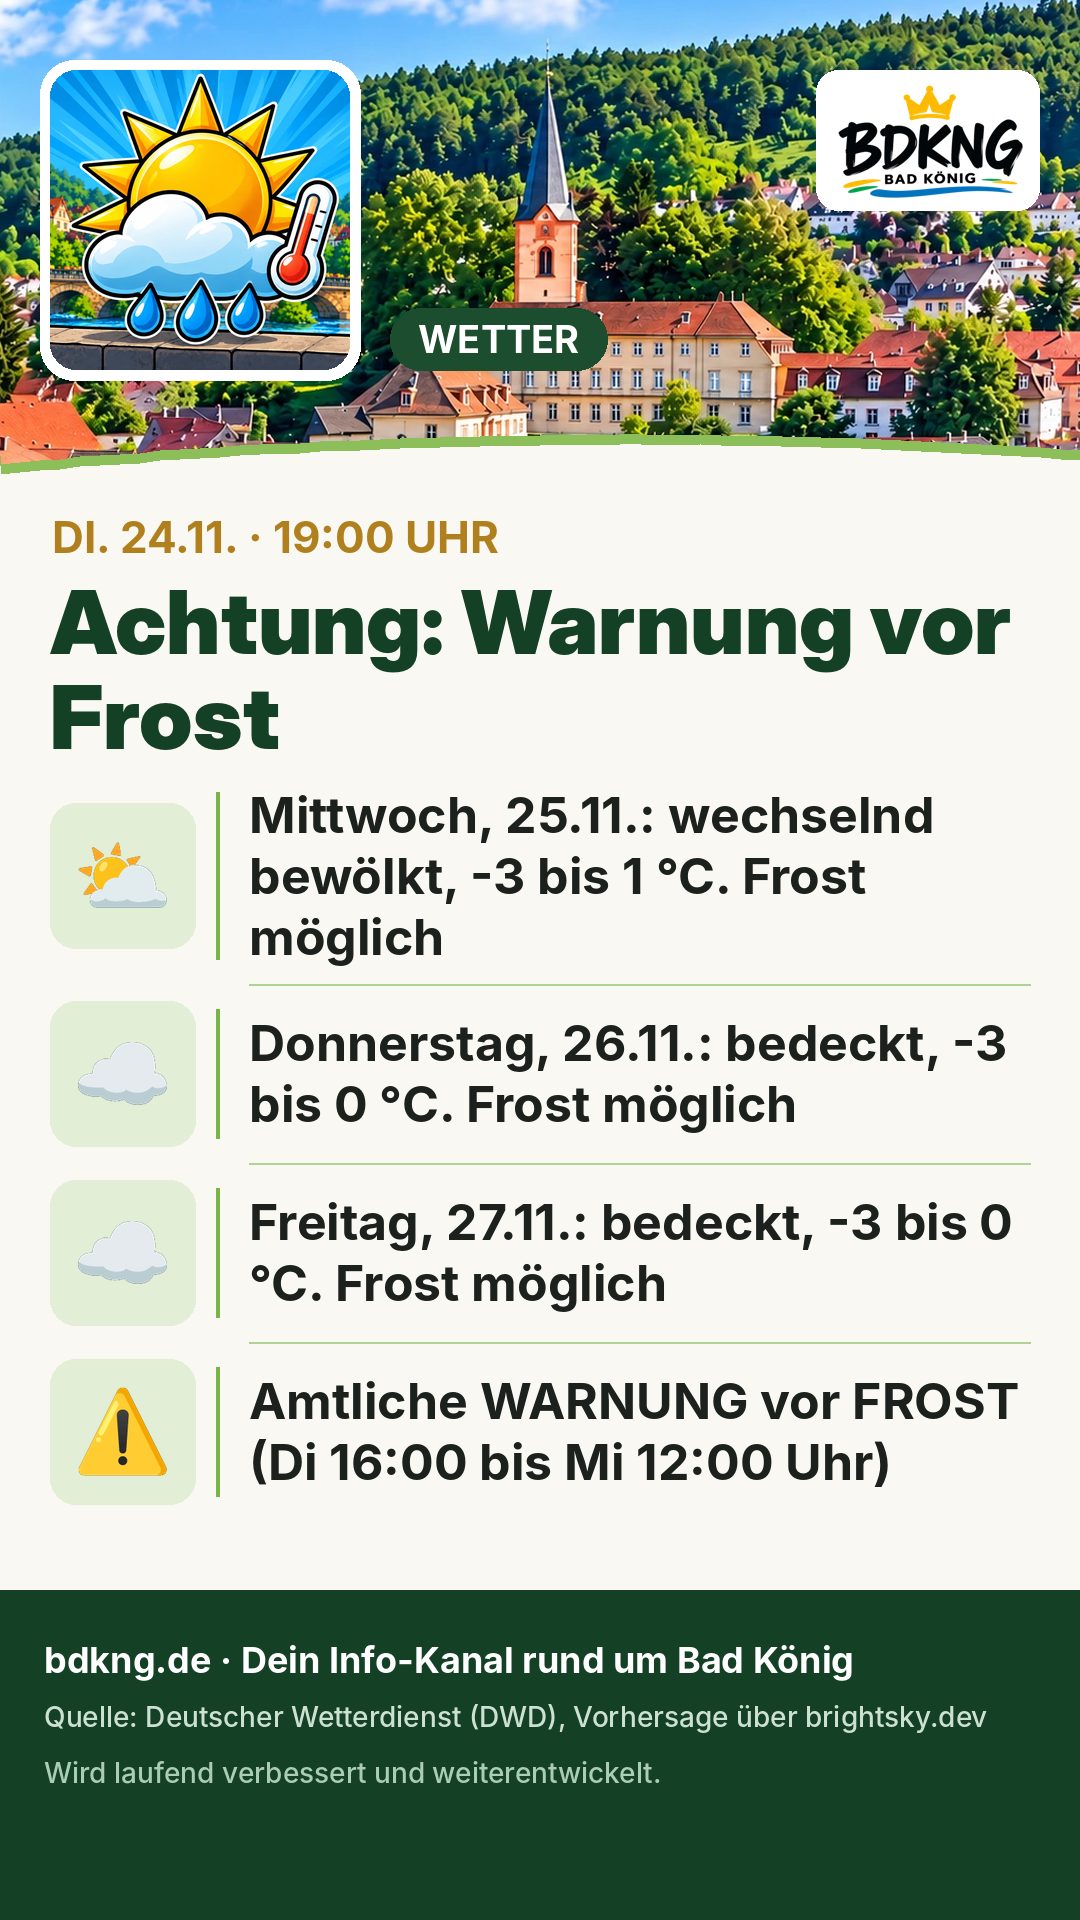 BDKNG
BAD KÖNIG
WETTER
DI. 24.11. · 19:00 UHR
Achtung: Warnung vor
Frost
Mittwoch, 25.11.: wechselnd
bewölkt, -3 bis 1 °C. Frost
möglich
Donnerstag, 26.11.: bedeckt, -3
bis 0 °C. Frost möglich
Freitag, 27.11.: bedeckt, -3 bis 0
°C. Frost möglich
Amtliche WARNUNG vor FROST
(Di 16:00 bis Mi 12:00 Uhr)
bdkng.de · Dein Info-Kanal rund um Bad König
Quelle: Deutscher Wetterdienst (DWD), Vorhersage über brightsky.dev
Wird laufend verbessert und weiterentwickelt.